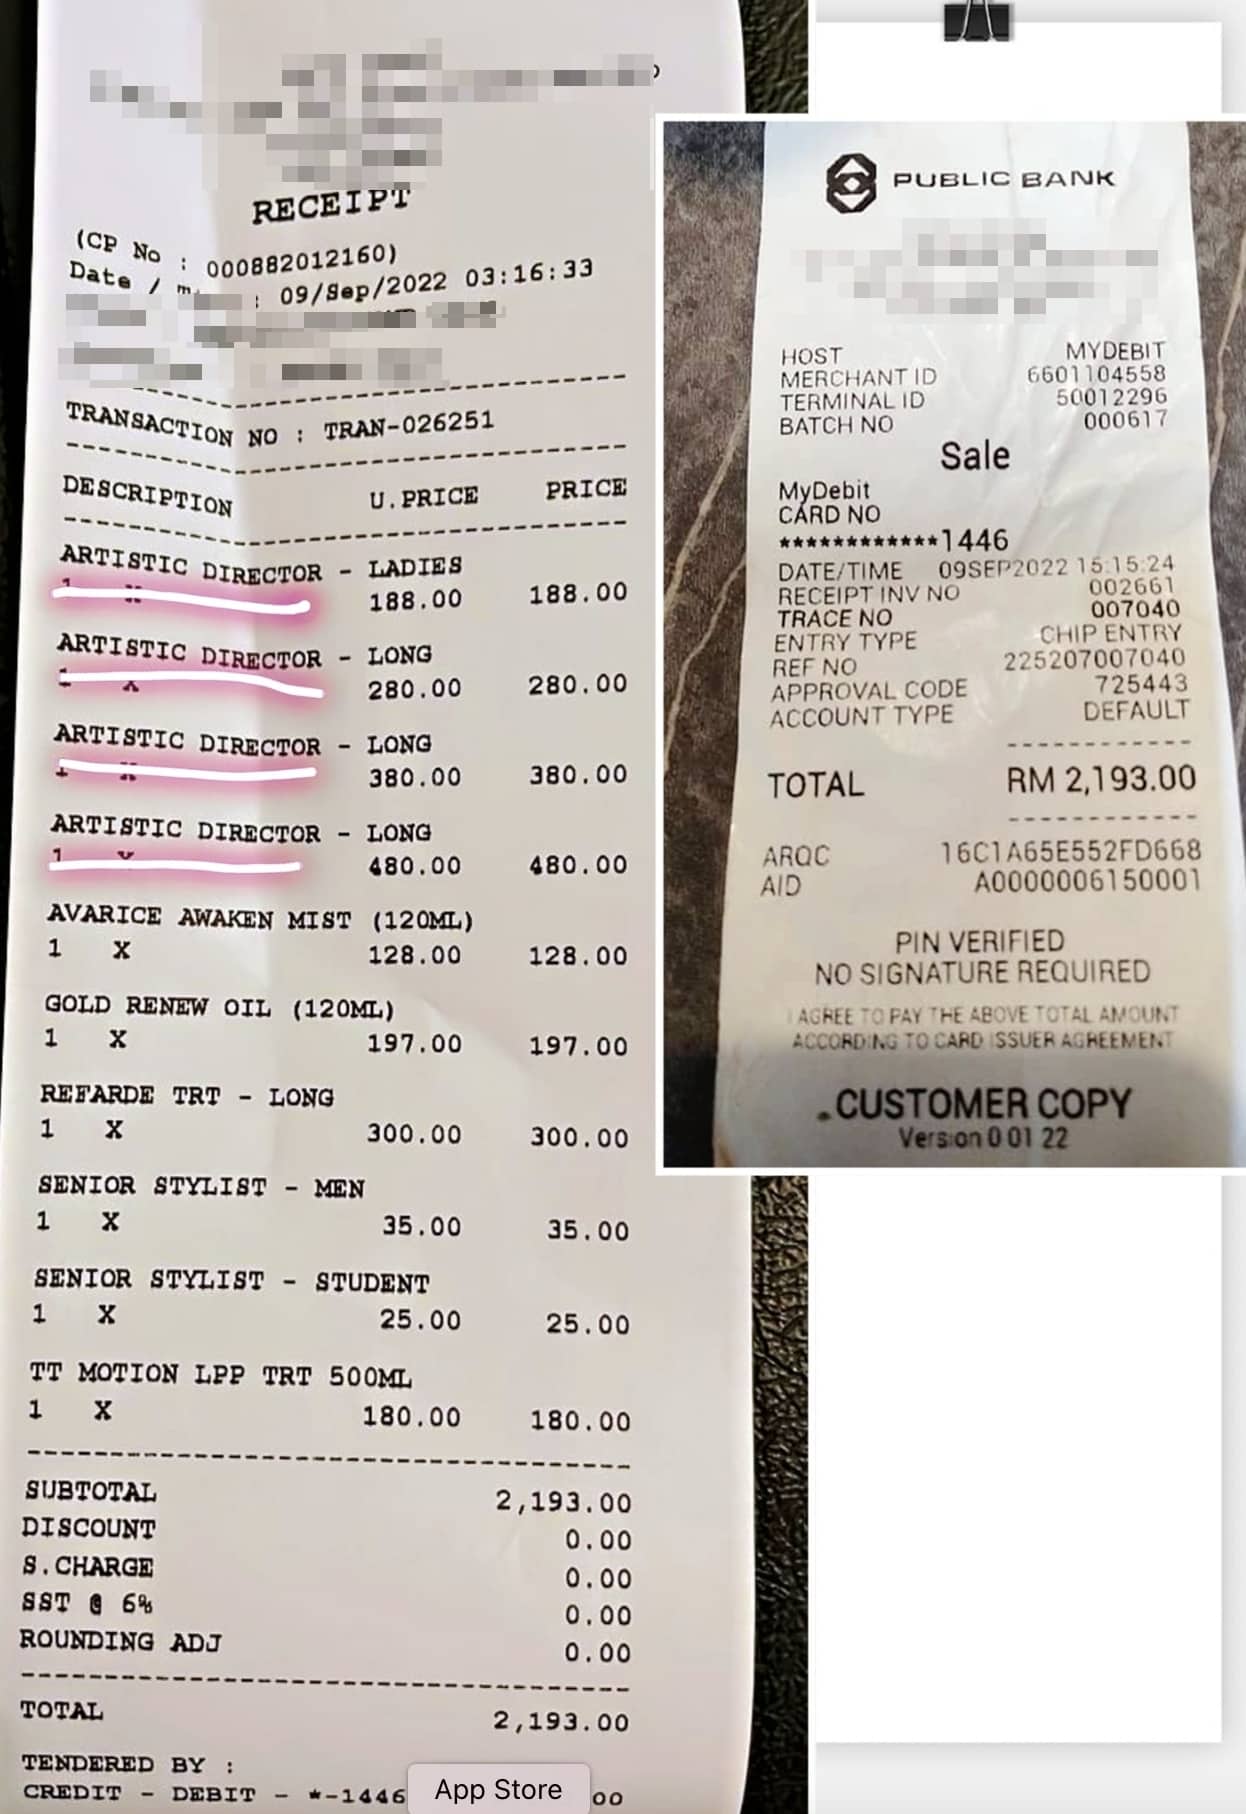 RECEIPT
(CP No : 000882012160)
Date / : 09/Sep/2022 03:16:33
TRANSACTION NO : TRAN-026251
DESCRIPTION U.PRICE PRICE
ARTISTIC DIRECTOR - LADIES
188.00 188.00
ARTISTIC DIRECTOR - LONG
280.00 280.00
ARTISTIC DIRECTOR - LONG
380.00 380.00
ARTISTIC DIRECTOR - LONG
480.00 480.00
AVARICE AWAKEN MIST (120ML)
1 X 128.00 128.00
GOLD RENEW OIL (120ML)
1 X 197.00 197.00
REFARDE TRT - LONG
1 X 300.00 300.00
SENIOR STYLIST - MEN
1 X 35.00 35.00
SENIOR STYLIST - STUDENT
1 X 25.00 25.00
TT MOTION LPP TRT 500ML
1 X 180.00 180.00
SUBTOTAL 2,193.00
DISCOUNT 0.00
S.CHARGE 0.00
SST @ 6% 0.00
ROUNDING ADJ 0.00
TOTAL 2,193.00
TENDERED BY :
CREDIT - DEBIT - *-1446
App Store
PUBLIC BANK
HOST MYDEBIT
MERCHANT ID 6601104558
TERMINAL ID 50012296
BATCH NO 000617
Sale
MyDebit
CARD NO
************1446
DATE/TIME 09SEP2022 15:15:24
RECEIPT INV NO 002661
TRACE NO 007040
ENTRY TYPE CHIP ENTRY
REF NO 225207007040
APPROVAL CODE 725443
ACCOUNT TYPE DEFAULT
TOTAL RM 2,193.00
ARQC 16C1A65E552FD668
AID A0000006150001
PIN VERIFIED
NO SIGNATURE REQUIRED
I AGREE TO PAY THE ABOVE TOTAL AMOUNT
ACCORDING TO CARD ISSUER AGREEMENT
CUSTOMER COPY
Version 0 01 22